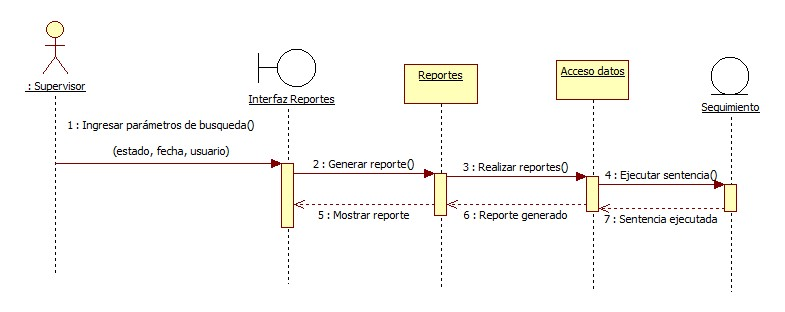 : Supervisor
Interfaz Reportes
Reportes
Acceso datos
Seguimiento
1 : Ingresar parámetros de busqueda()
(estado, fecha, usuario)
2 : Generar reporte()
3 : Realizar reportes()
4 : Ejecutar sentencia()
5 : Mostrar reporte
6 : Reporte generado
7 : Sentencia ejecutada